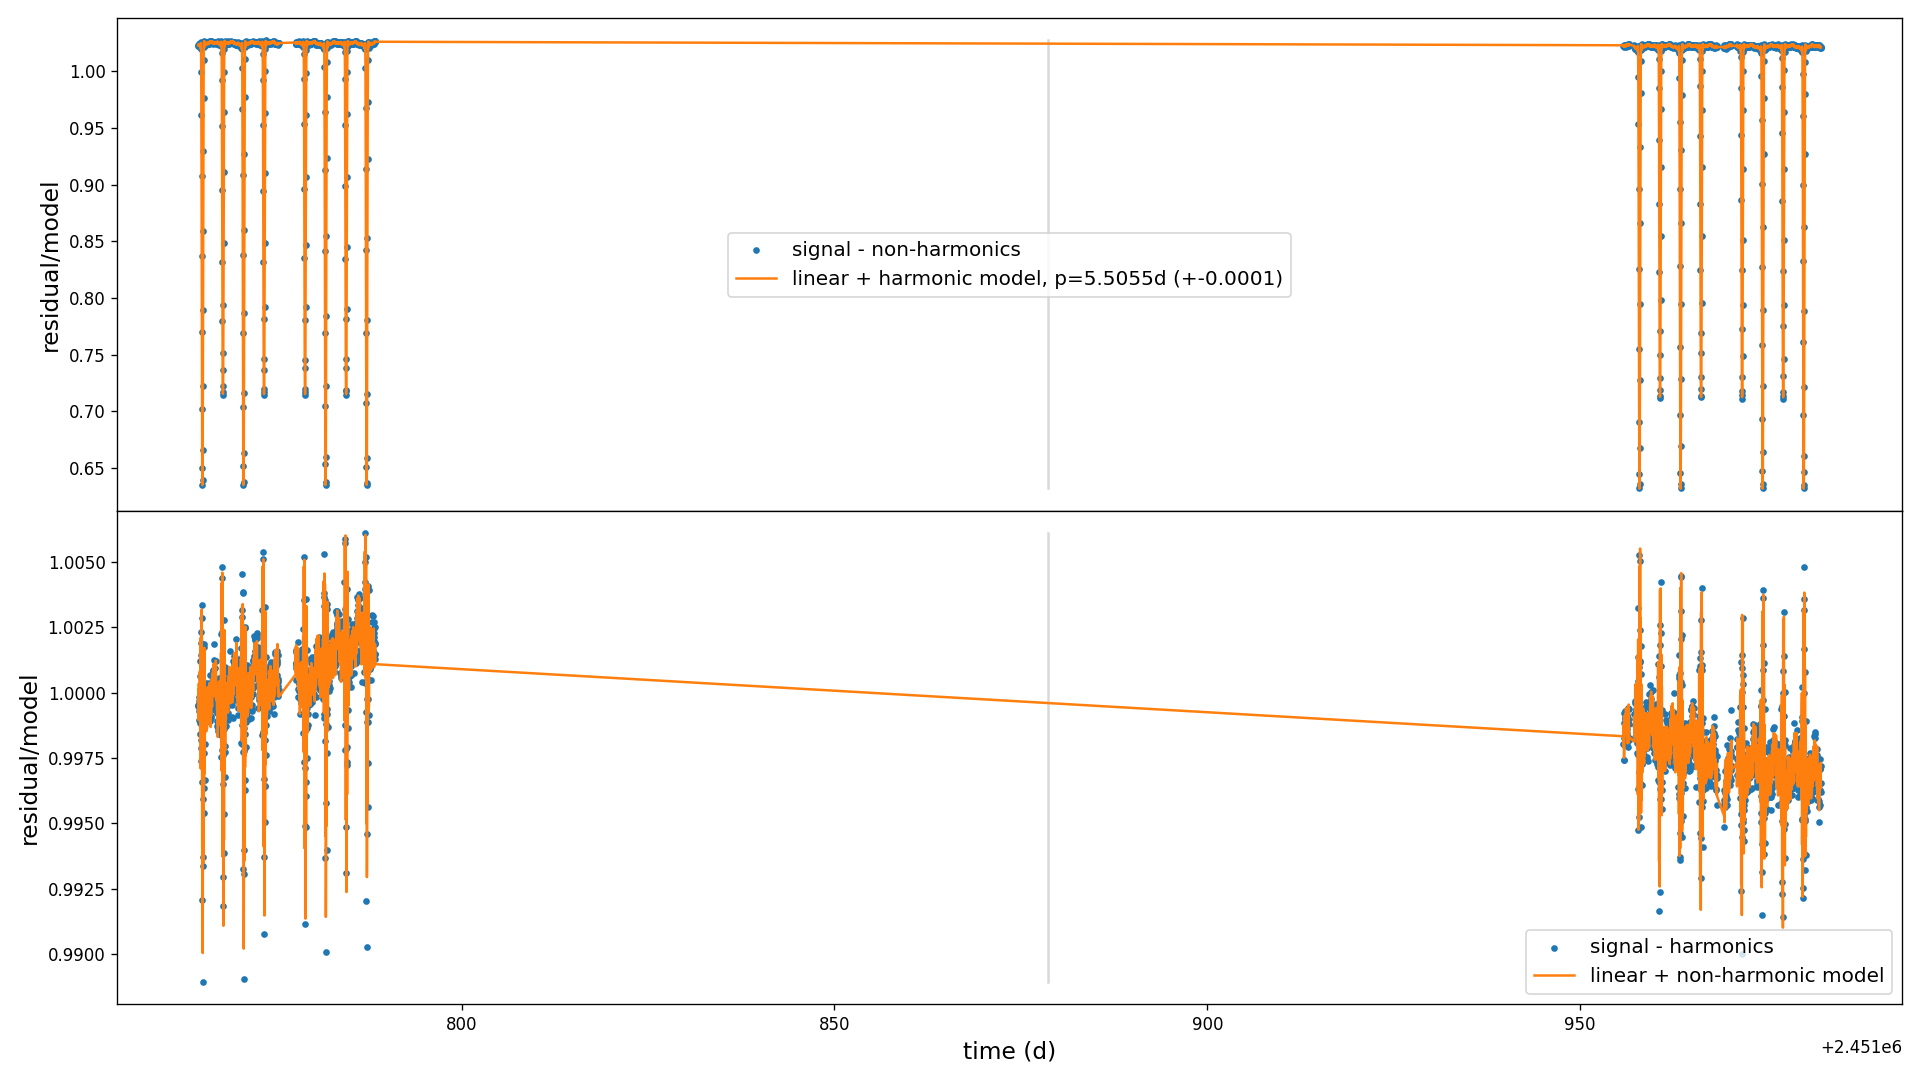 1.00
0.95
0.90
0.85
0.80
0.75
0.70
0.65
residual/model
signal - non-harmonics
linear + harmonic model, p=5.5055d (+-0.0001)
1.0050
1.0025
1.0000
0.9975
0.9950
0.9925
0.9900
residual/model
signal - harmonics
linear + non-harmonic model
800
850
900
950
time (d)
+2.451e6